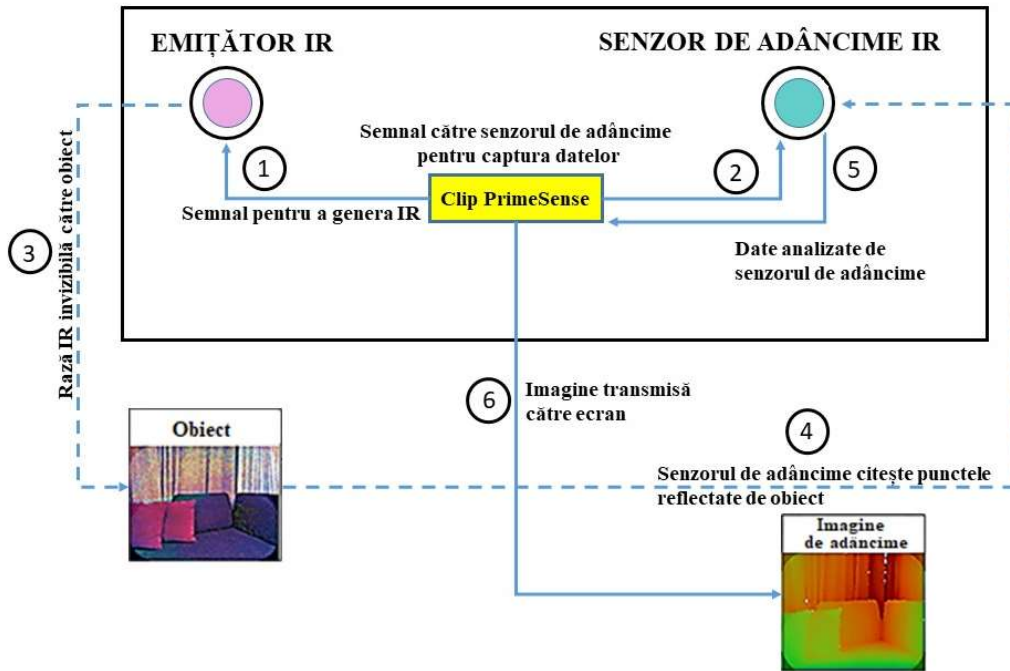 EMIȚĂTOR IR
SENZOR DE ADÂNCIME IR
Semnal către senzorul de adâncime
pentru captura datelor
1
2
5
Clip PrimeSense
Semnal pentru a genera IR
Date analizate de
senzorul de adâncime
3
Rază IR invizibilă către obiect
6
Imagine transmisă
către ecran
4
Senzorul de adâncime citește punctele
reflectate de obiect
Obiect
Imagine
de adâncime